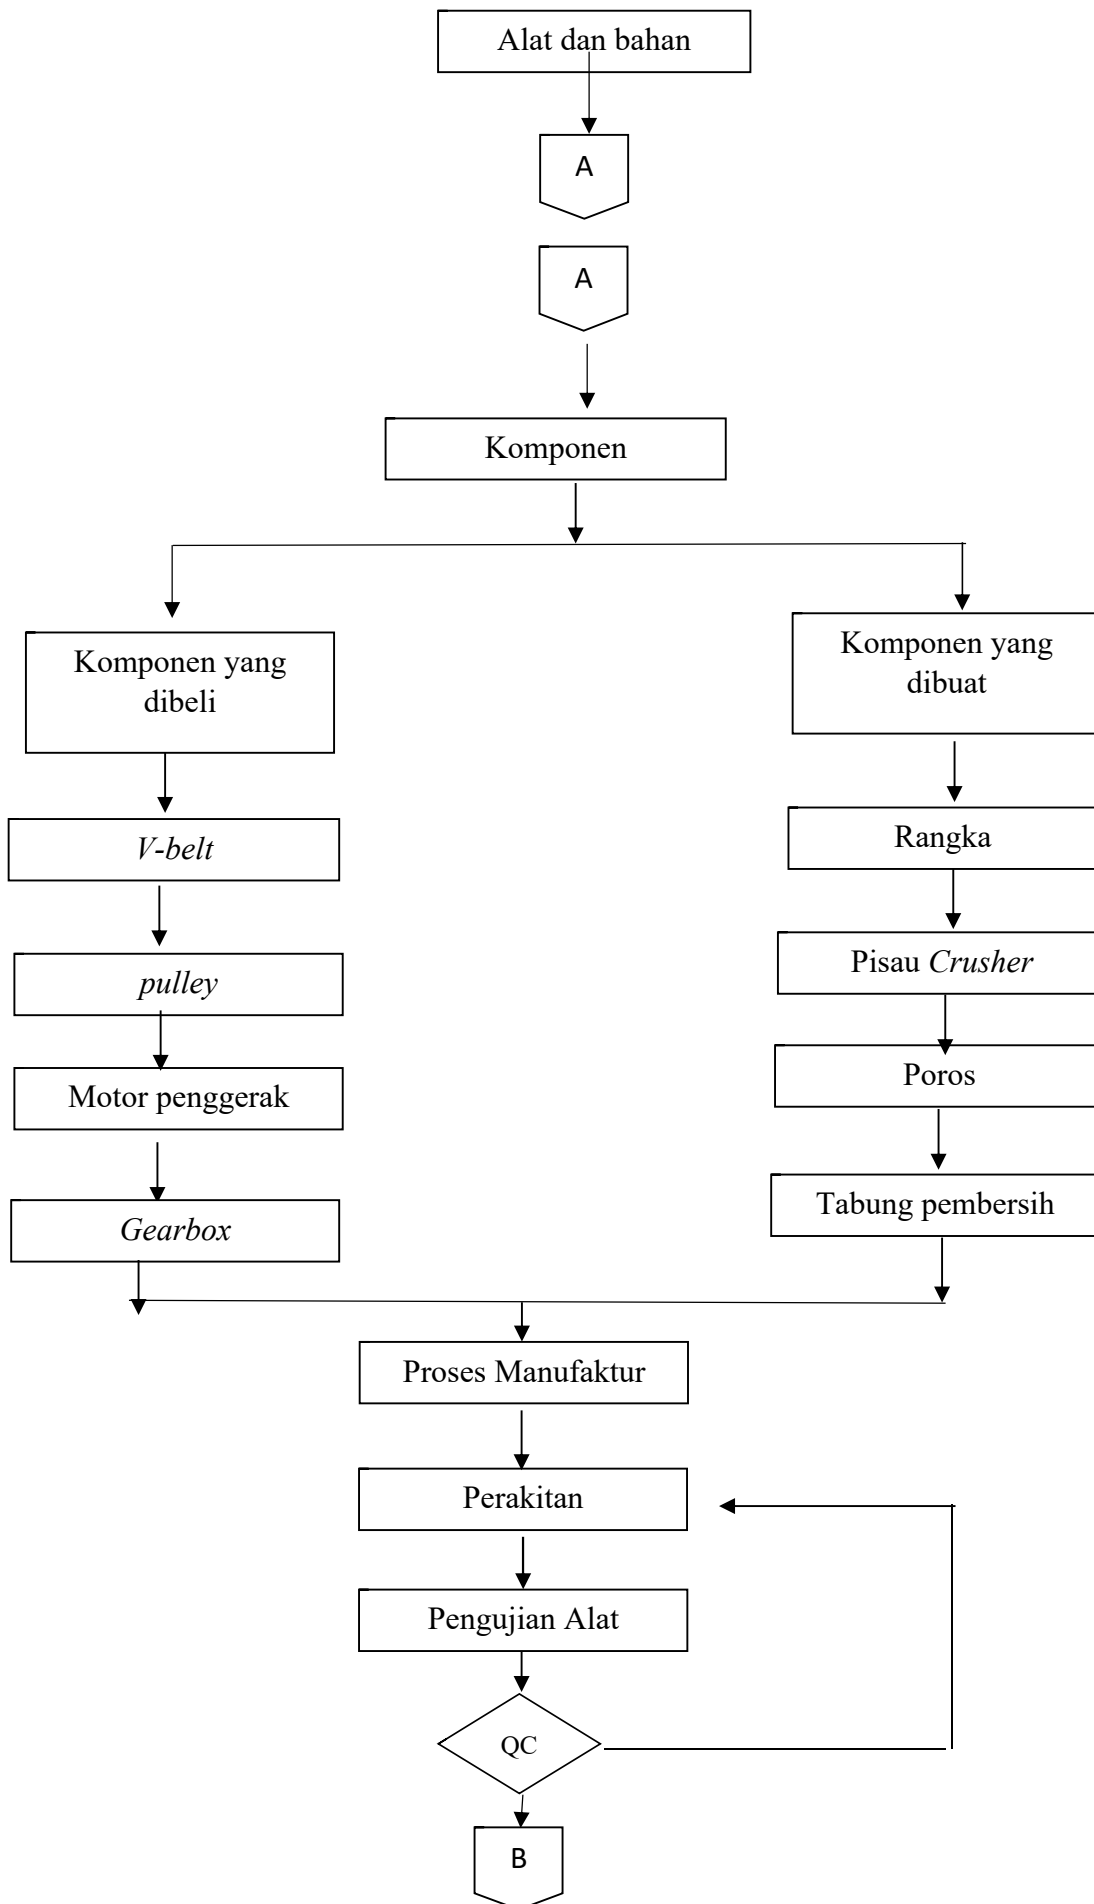 Alat dan bahan
A
A
Komponen
Komponen yang
dibeli
V-belt
pulley
Motor penggerak
Gearbox
Komponen yang
dibuat
Rangka
Pisau Crusher
Poros
Tabung pembersih
Proses Manufaktur
Perakitan
Pengujian Alat
QC
B